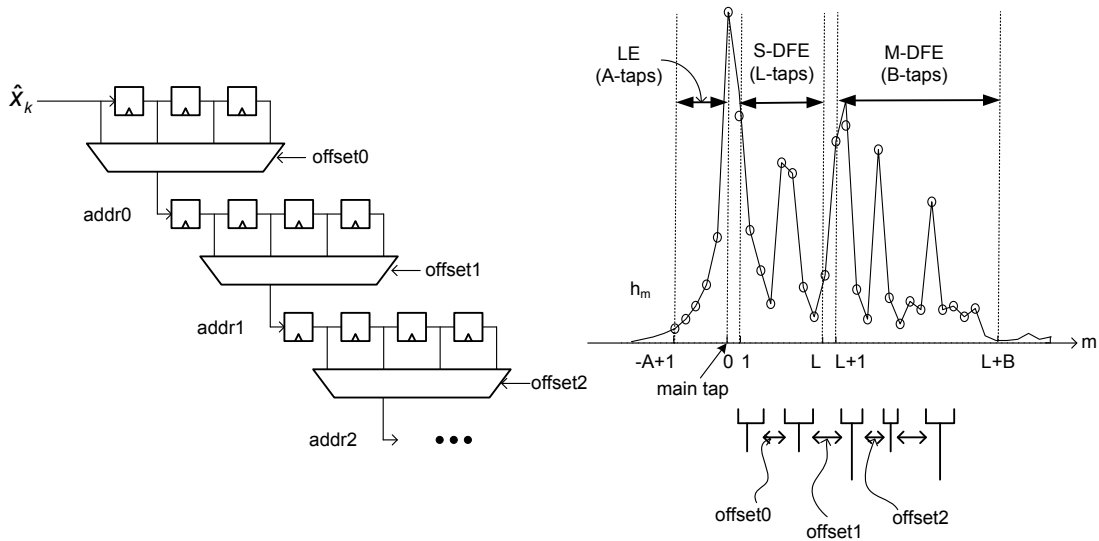 x̂k
offset0
addr0
offset1
addr1
offset2
addr2
LE
(A-taps)
S-DFE
(L-taps)
M-DFE
(B-taps)
hm
m
-A+1
0
1
L
L+1
L+B
main tap
offset0
offset1
offset2